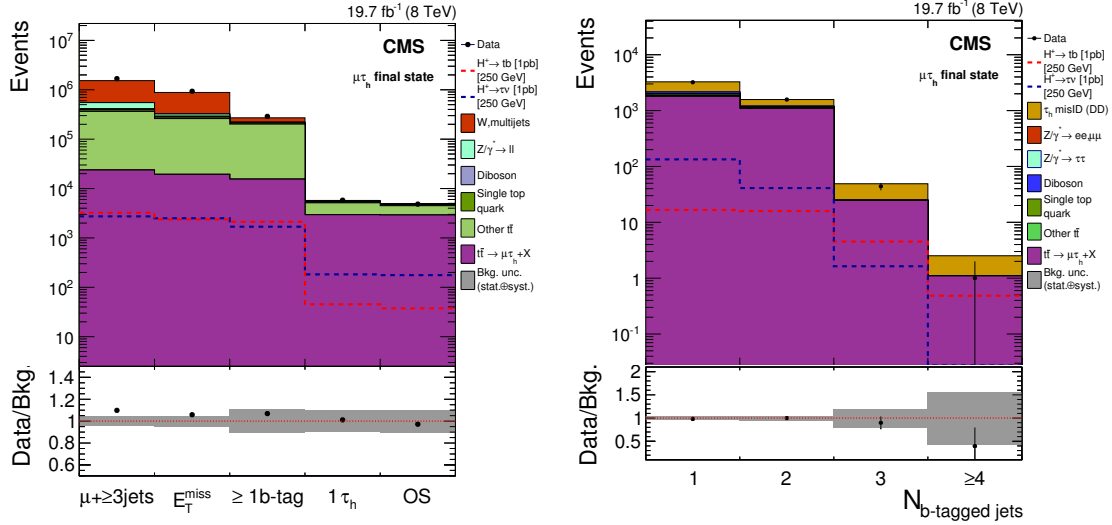 19.7 fb⁻¹ (8 TeV)
Events
10⁷
10⁶
10⁵
10⁴
10³
10²
10
CMS
μτₕ final state
Data
H⁺→ tb [1pb]
[250 GeV]
H⁺→τν [1pb]
[250 GeV]
W,multijets
Z/γ*→ ll
Diboson
Single top
quark
Other tt̄
tt̄ → μτₕ+X
Bkg. unc.
(stat.⊕syst.)
Data/Bkg.
1.4
1.2
1
0.8
0.6
μ+≥3jets
E_T^miss
≥ 1b-tag
1 τₕ
OS
19.7 fb⁻¹ (8 TeV)
Events
10⁴
10³
10²
10
1
10⁻¹
CMS
μτₕ final state
Data
H⁺→ tb [1pb]
[250 GeV]
H⁺→τν [1pb]
[250 GeV]
τₕ misID (DD)
Z/γ*→ ee,μμ
Z/γ*→ ττ
Diboson
Single top
quark
Other tt̄
tt̄ → μτₕ+X
Bkg. unc.
(stat.⊕syst.)
Data/Bkg.
2
1.5
1
0.5
1
2
3
≥4
N_b-tagged jets